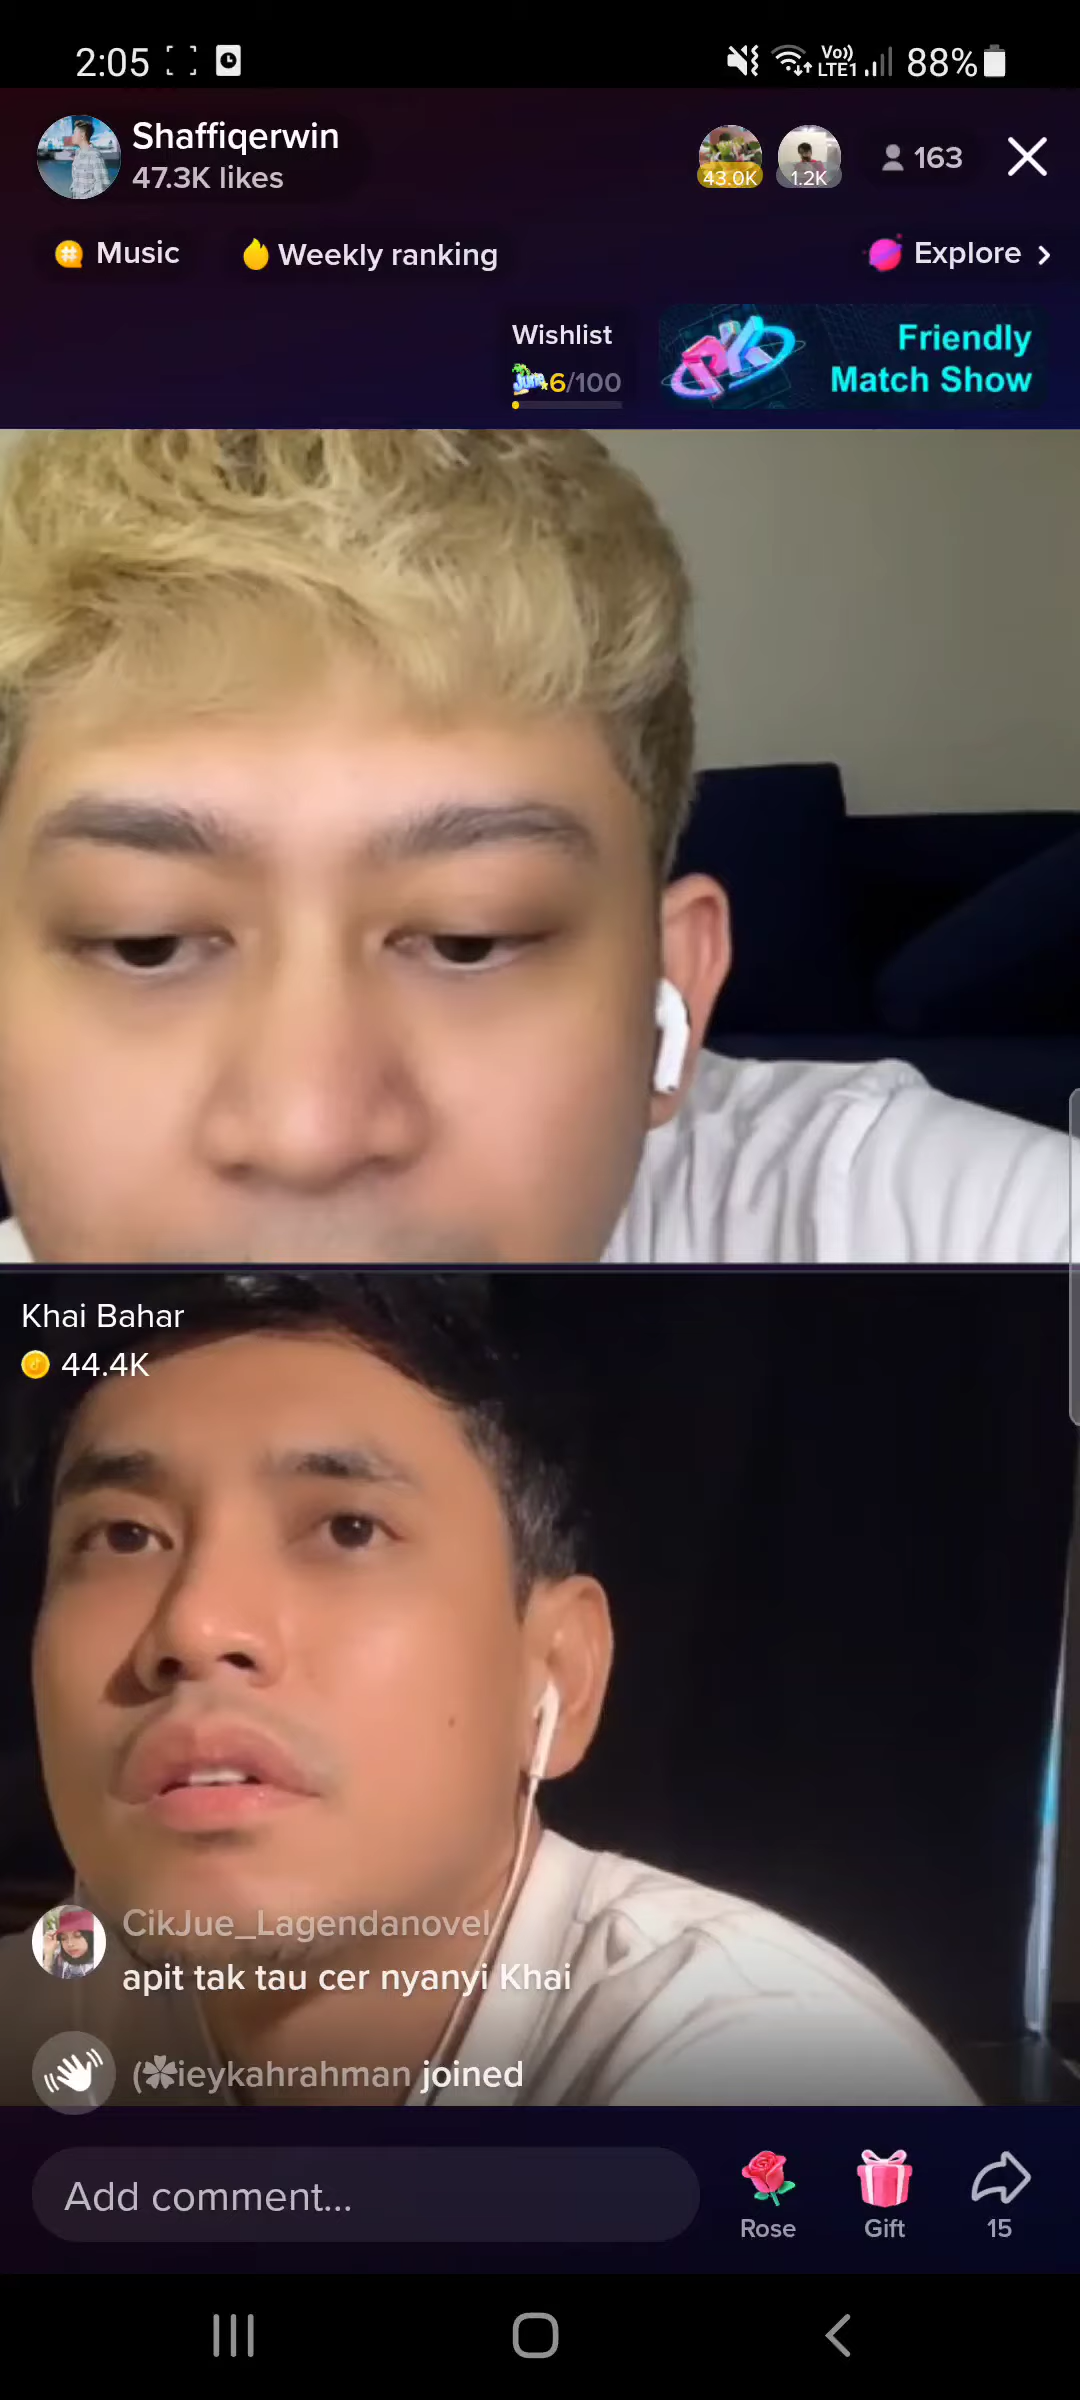 2:05
Vo))
LTE1
88%
Shaffiqerwin
47.3K likes
43.0K
1.2K
163
Music
Weekly ranking
Explore
Wishlist
6/100
Friendly
Match Show
Khai Bahar
44.4K
CikJue_Lagendanovel
apit tak tau cer nyanyi Khai
(✿ieykahrahman joined
Add comment...
Rose
Gift
15